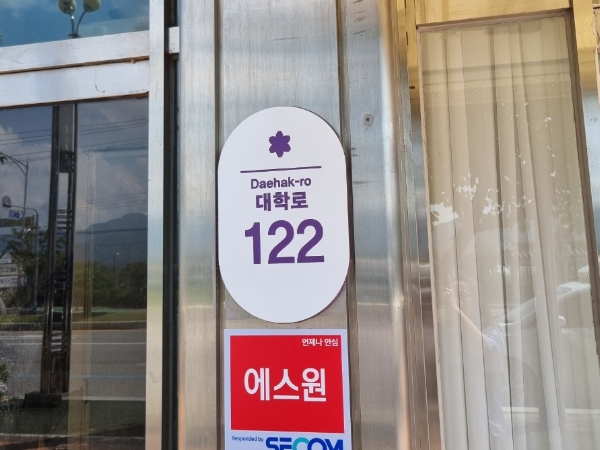 Daehak-ro
대학로
122
언제나 안심
에스원
Responded by SECOM